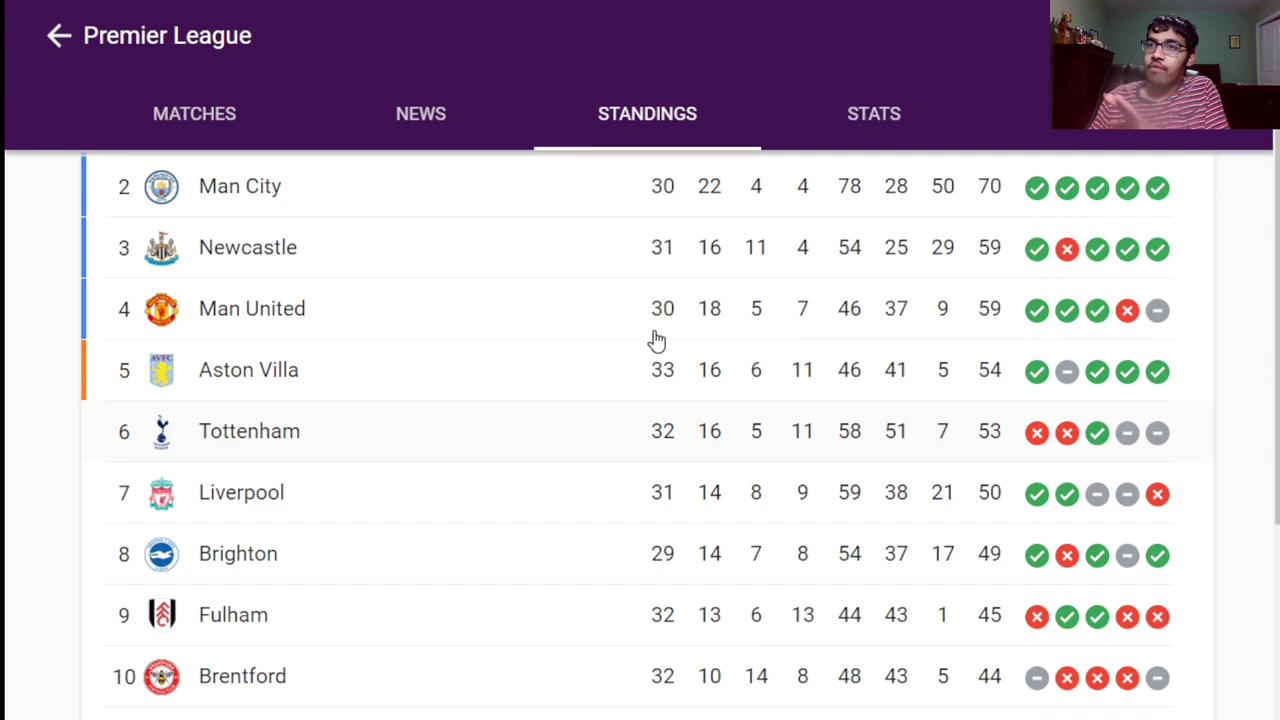 Premier League
MATCHES NEWS STANDINGS STATS
2 Man City 30 22 4 4 78 28 50 70
3 Newcastle 31 16 11 4 54 25 29 59
4 Man United 30 18 5 7 46 37 9 59
5 AVFC Aston Villa 33 16 6 11 46 41 5 54
6 Tottenham 32 16 5 11 58 51 7 53
7 Liverpool 31 14 8 9 59 38 21 50
8 Brighton 29 14 7 8 54 37 17 49
9 Fulham 32 13 6 13 44 43 1 45
10 Brentford 32 10 14 8 48 43 5 44